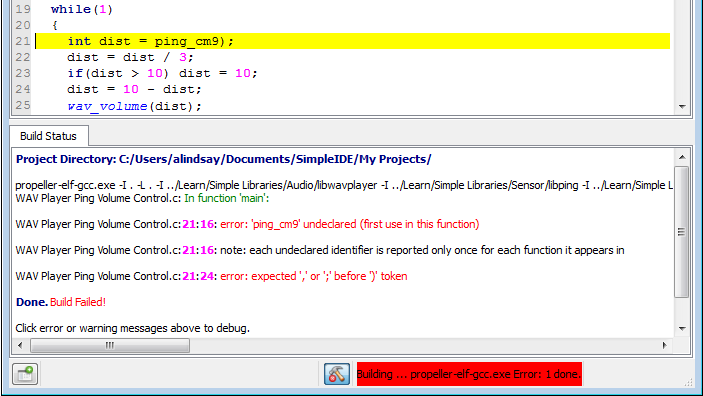 19 while(1)
20 {
21 int dist = ping_cm9);
22 dist = dist / 3;
23 if(dist > 10) dist = 10;
24 dist = 10 - dist;
25 wav_volume(dist);
Build Status
Project Directory: C:/Users/alindsay/Documents/SimpleIDE/My Projects/
propeller-elf-gcc.exe -I . -L . -I ../Learn/Simple Libraries/Audio/libwavplayer -I ../Learn/Simple Libraries/Sensor/libping -I ../Learn/Simple L
WAV Player Ping Volume Control.c: In function 'main':
WAV Player Ping Volume Control.c:21:16: error: 'ping_cm9' undeclared (first use in this function)
WAV Player Ping Volume Control.c:21:16: note: each undeclared identifier is reported only once for each function it appears in
WAV Player Ping Volume Control.c:21:24: error: expected ',' or ';' before ')' token
Done. Build Failed!
Click error or warning messages above to debug.
Building ... propeller-elf-gcc.exe Error: 1 done.